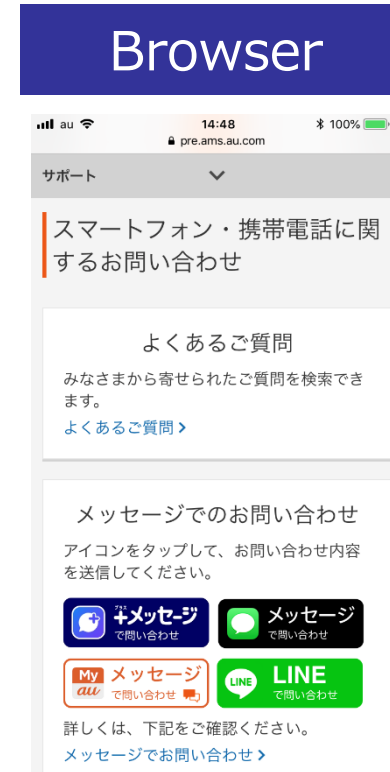 Browser
au 14:48 100%
pre.ams.au.com
サポート
スマートフォン・携帯電話に関
するお問い合わせ
よくあるご質問
みなさまから寄せられたご質問を検索でき
ます。
よくあるご質問
メッセージでのお問い合わせ
アイコンをタップして、お問い合わせ内容
を送信してください。
プラス
+メッセージ
で問い合わせ
メッセージ
で問い合わせ
My au
メッセージ
で問い合わせ
LINE
LINE
で問い合わせ
詳しくは、下記をご確認ください。
メッセージでお問い合わせ